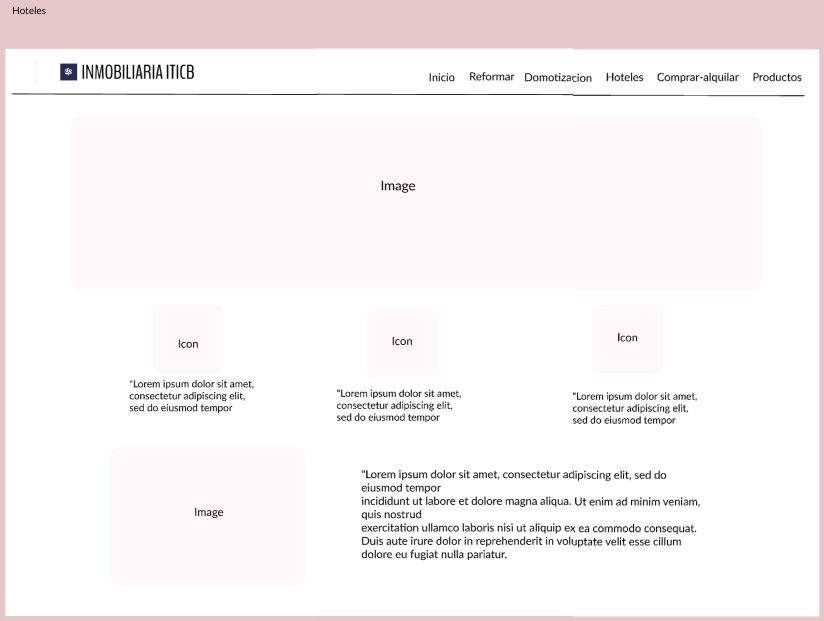 Hoteles
INMOBILIARIA ITICB
Inicio Reformar Domotizacion Hoteles Comprar-alquilar Productos
Image
Icon
"Lorem ipsum dolor sit amet,
consectetur adipiscing elit,
sed do eiusmod tempor
Icon
"Lorem ipsum dolor sit amet,
consectetur adipiscing elit,
sed do eiusmod tempor
Icon
"Lorem ipsum dolor sit amet,
consectetur adipiscing elit,
sed do eiusmod tempor
Image
"Lorem ipsum dolor sit amet, consectetur adipiscing elit, sed do
eiusmod tempor
incididunt ut labore et dolore magna aliqua. Ut enim ad minim veniam,
quis nostrud
exercitation ullamco laboris nisi ut aliquip ex ea commodo consequat.
Duis aute irure dolor in reprehenderit in voluptate velit esse cillum
dolore eu fugiat nulla pariatur.